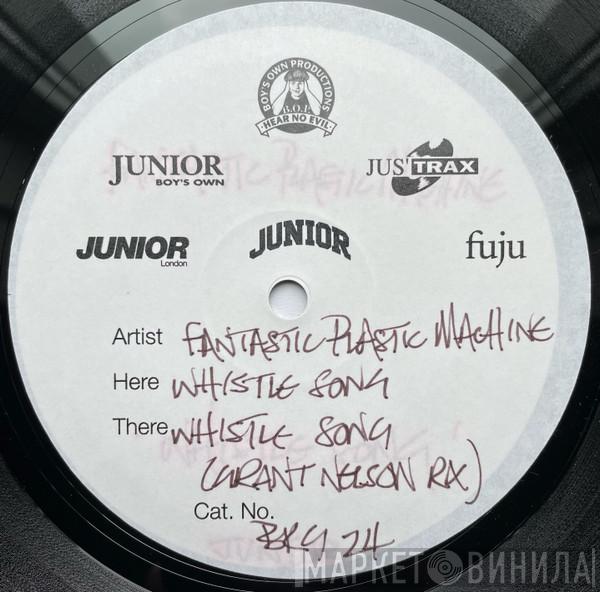 BOY'S OWN PRODUCTIONS
B.O.P.
·HEAR NO EVIL·
JUNIOR
BOY'S OWN
JUS'TRAX
JUNIOR
London
JUNIOR
fuju
Artist FANTASTIC PLASTIC MACHINE
Here WHISTLE SONG
There WHISTLE SONG
(GRANT NELSON RX)
Cat. No.
BRG 24
МАРКЕТ ВИНИЛА